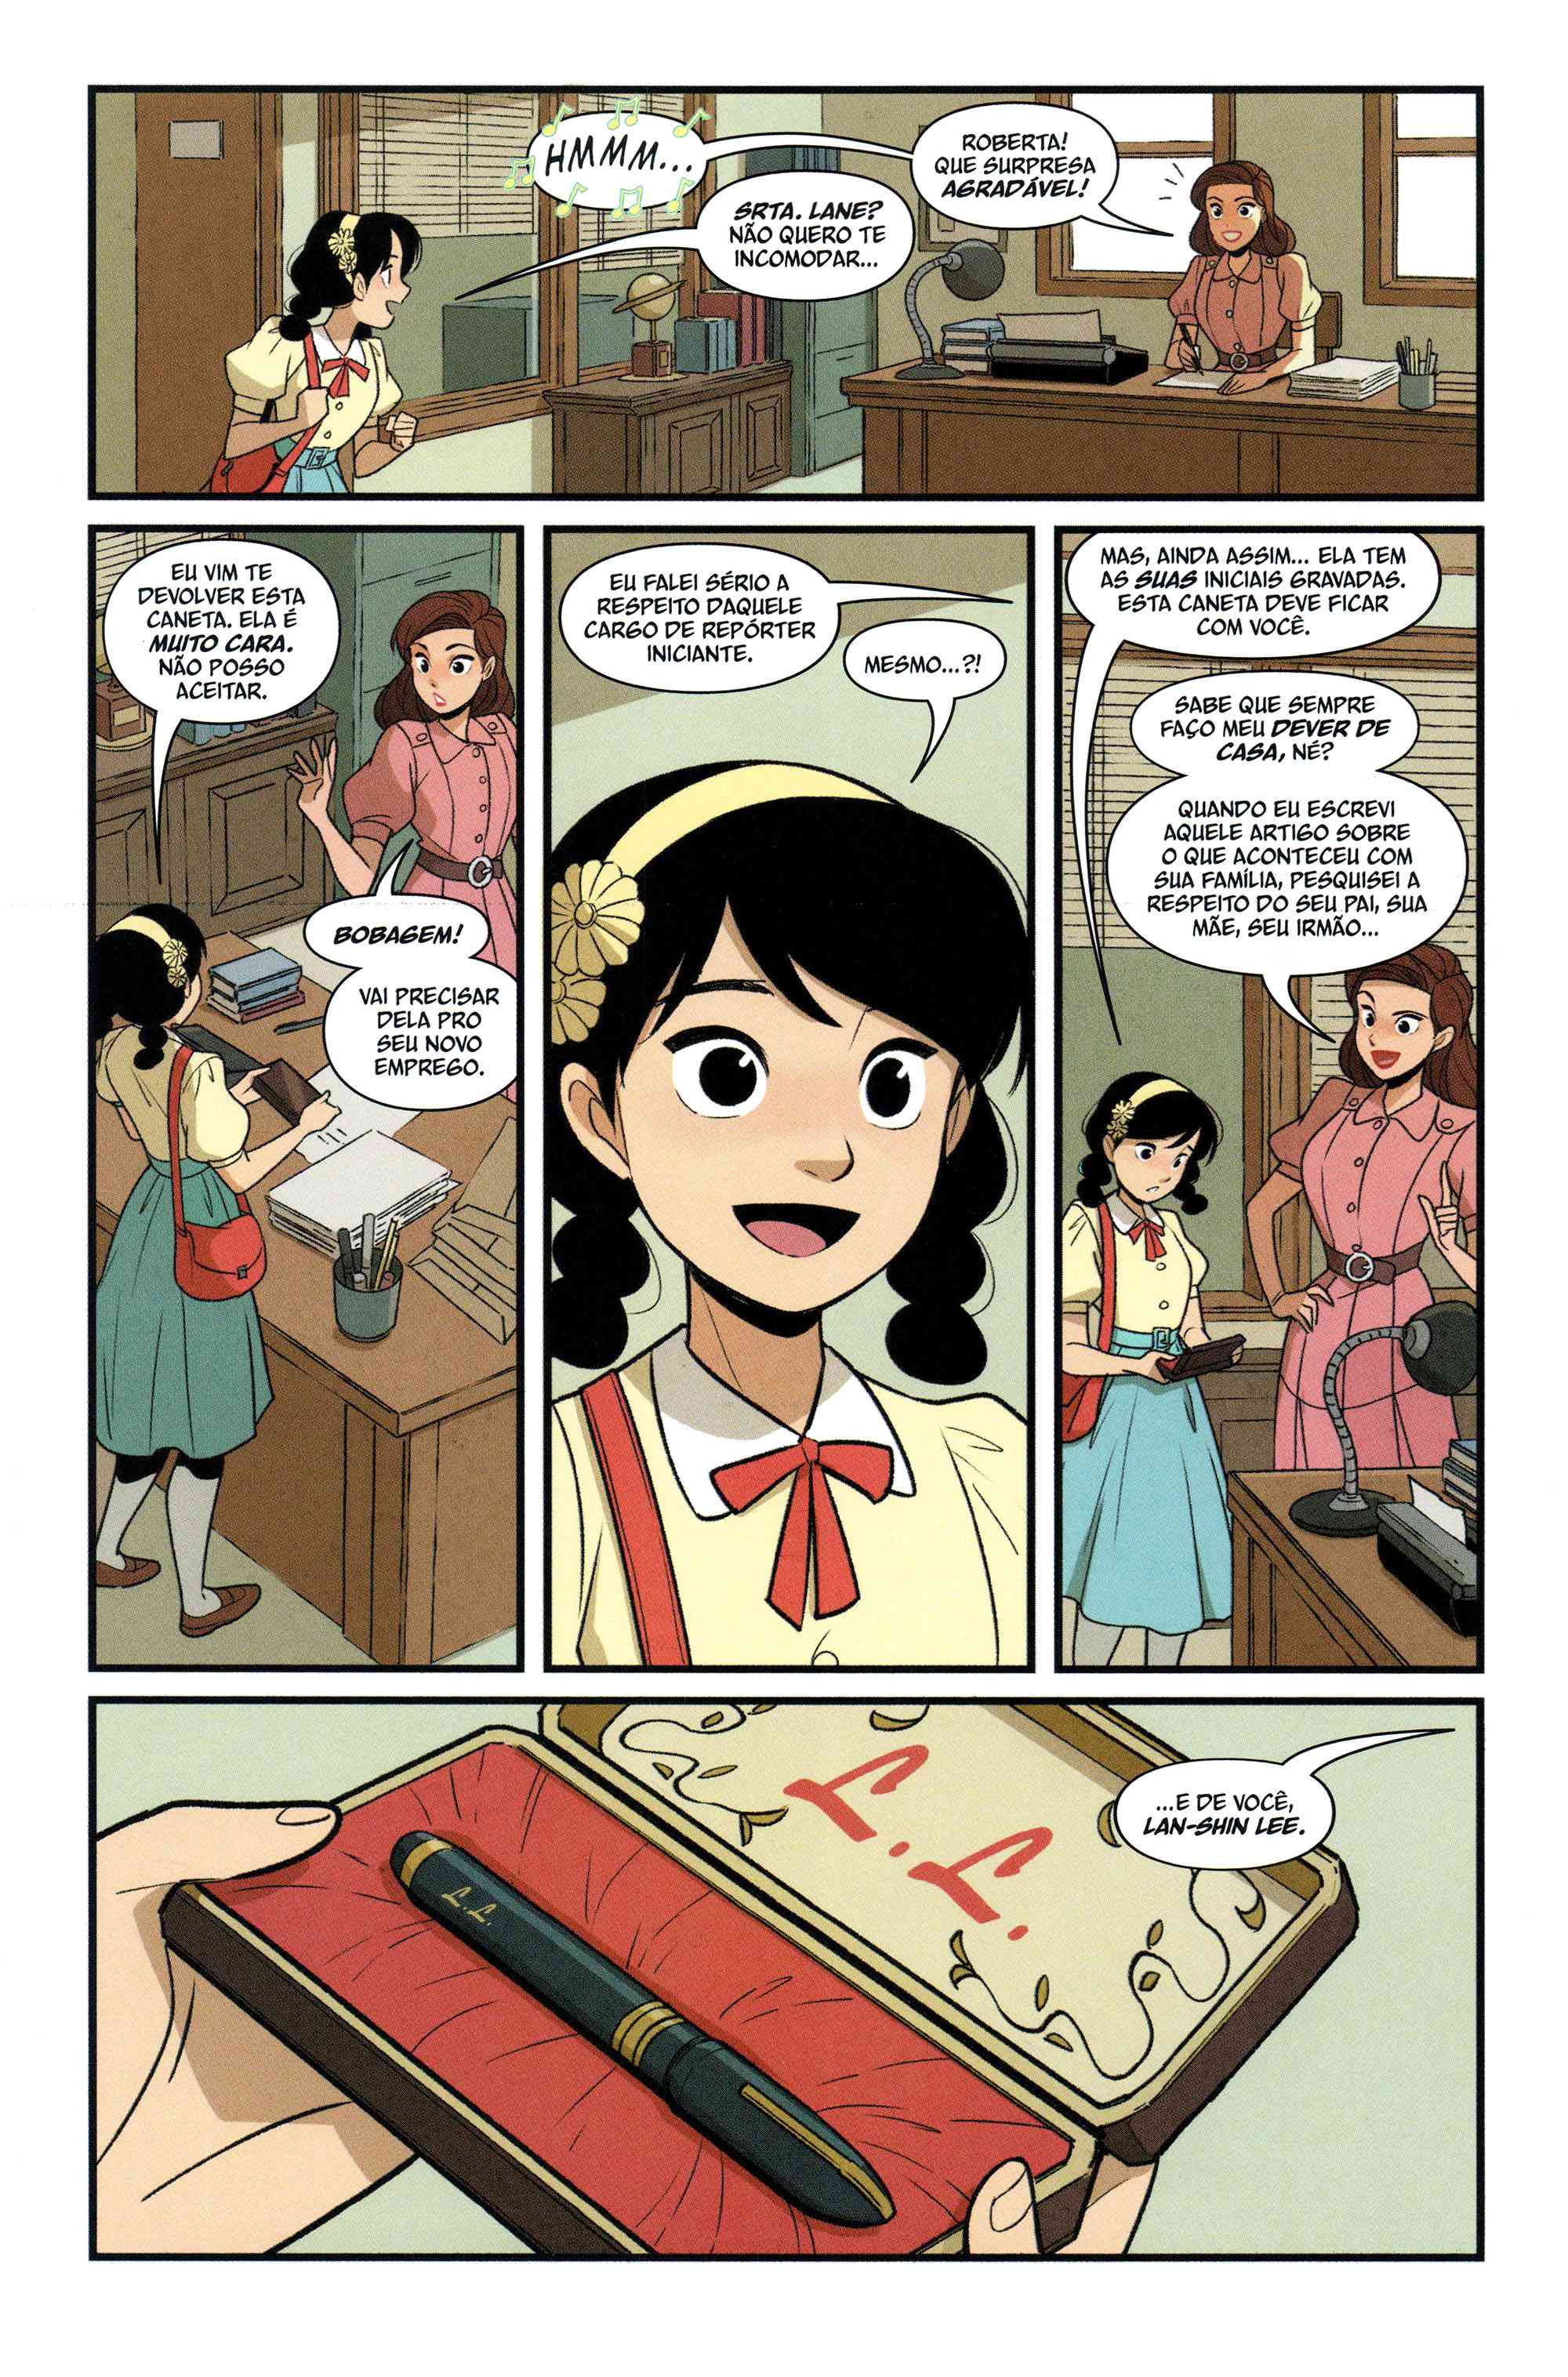 HMMM...
ROBERTA!
QUE SURPRESA
AGRADÁVEL!
SRTA. LANE?
NÃO QUERO TE
INCOMODAR...
EU VIM TE
DEVOLVER ESTA
CANETA. ELA É
MUITO CARA.
NÃO POSSO
ACEITAR.
BOBAGEM!
VAI PRECISAR
DELA PRO
SEU NOVO
EMPREGO.
EU FALEI SÉRIO A
RESPEITO DAQUELE
CARGO DE REPÓRTER
INICIANTE.
MESMO...?!
MAS, AINDA ASSIM... ELA TEM
AS SUAS INICIAIS GRAVADAS.
ESTA CANETA DEVE FICAR
COM VOCÊ.
SABE QUE SEMPRE
FAÇO MEU DEVER DE
CASA, NÉ?
QUANDO EU ESCREVI
AQUELE ARTIGO SOBRE
O QUE ACONTECEU COM
SUA FAMÍLIA, PESQUISEI A
RESPEITO DO SEU PAI, SUA
MÃE, SEU IRMÃO...
...E DE VOCÊ,
LAN-SHIN LEE.
L.L.
L.L.